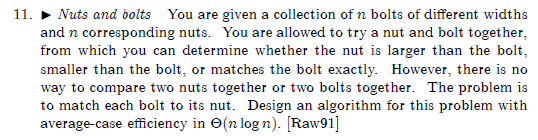 11. ▶ Nuts and bolts You are given a collection of n bolts of different widths
and n corresponding nuts. You are allowed to try a nut and bolt together,
from which you can determine whether the nut is larger than the bolt,
smaller than the bolt, or matches the bolt exactly. However, there is no
way to compare two nuts together or two bolts together. The problem is
to match each bolt to its nut. Design an algorithm for this problem with
average-case efficiency in Θ(n log n). [Raw91]